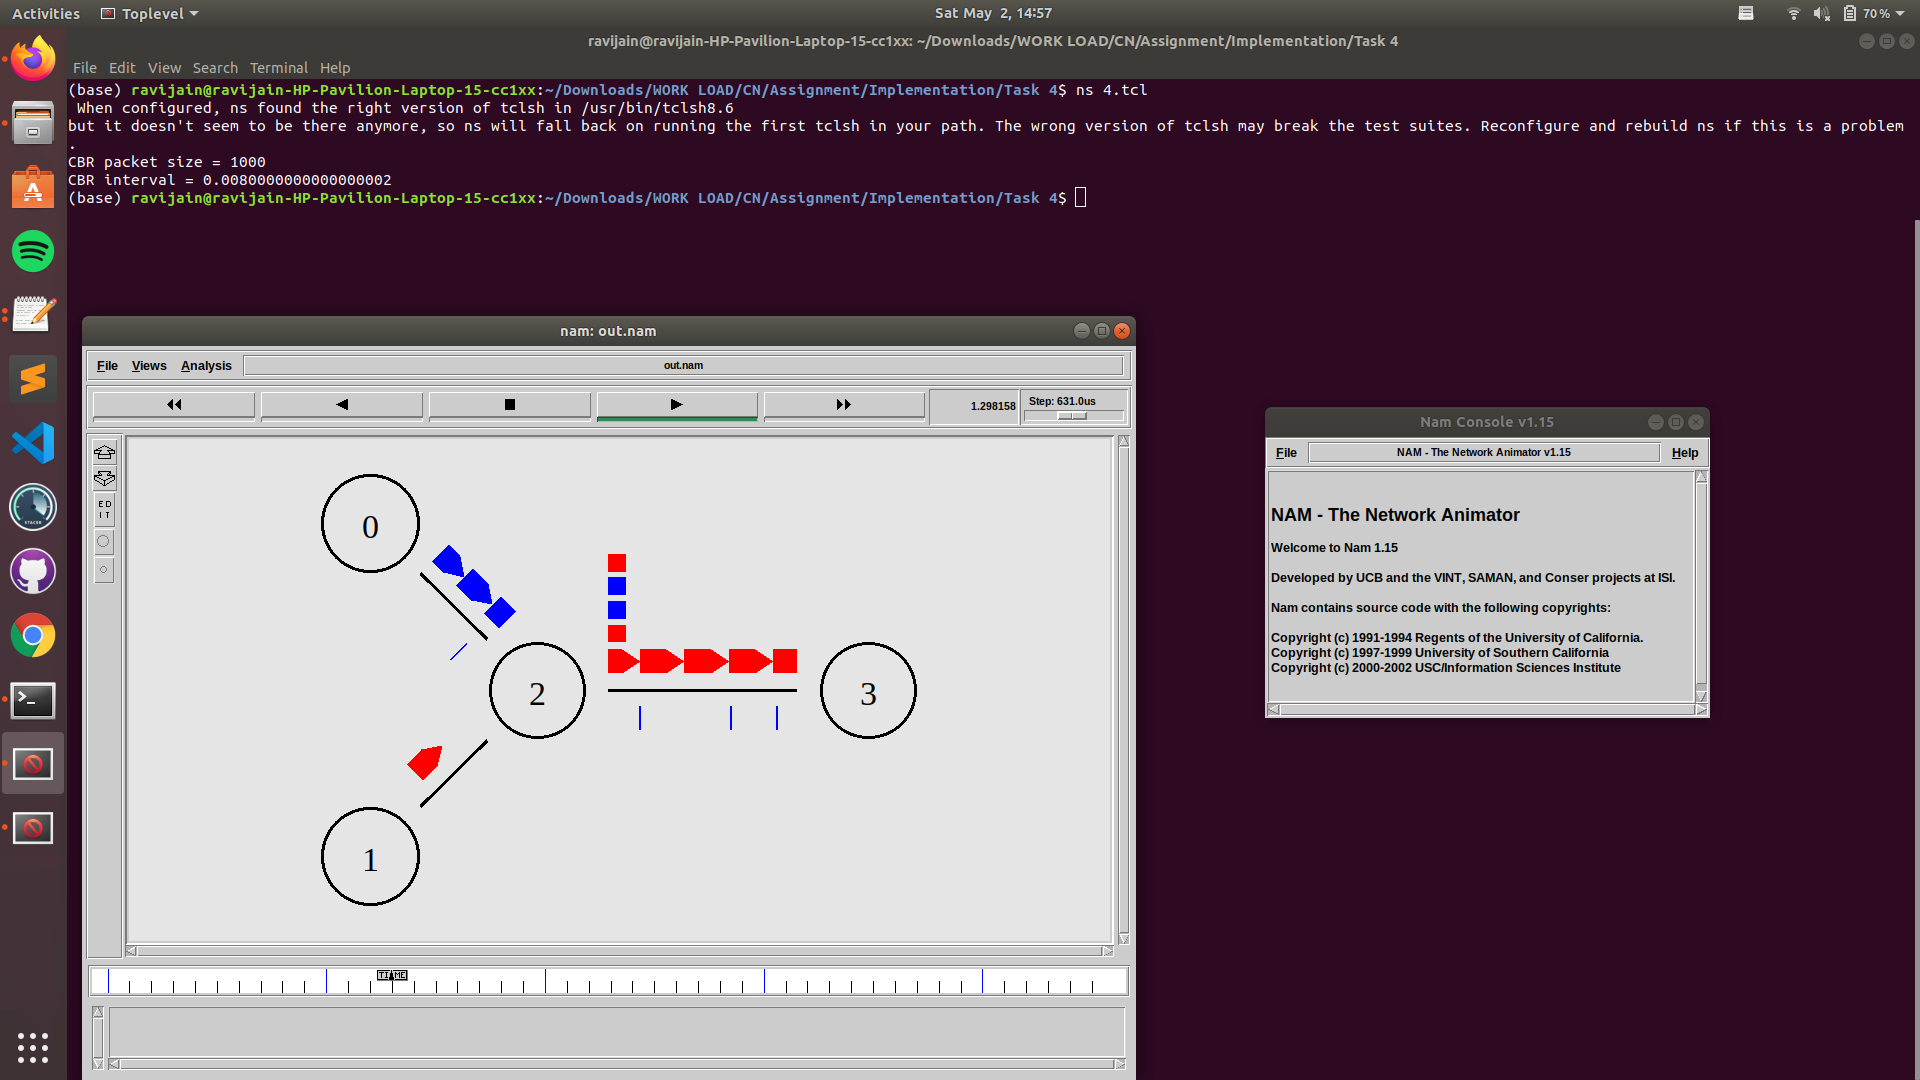 Activities Toplevel Sat May 2, 14:57 70 %
ravijain@ravijain-HP-Pavilion-Laptop-15-cc1xx: ~/Downloads/WORK LOAD/CN/Assignment/Implementation/Task 4
File Edit View Search Terminal Help
(base) ravijain@ravijain-HP-Pavilion-Laptop-15-cc1xx:~/Downloads/WORK LOAD/CN/Assignment/Implementation/Task 4$ ns 4.tcl
When configured, ns found the right version of tclsh in /usr/bin/tclsh8.6
but it doesn't seem to be there anymore, so ns will fall back on running the first tclsh in your path. The wrong version of tclsh may break the test suites. Reconfigure and rebuild ns if this is a problem
.
CBR packet size = 1000
CBR interval = 0.0080000000000000002
(base) ravijain@ravijain-HP-Pavilion-Laptop-15-cc1xx:~/Downloads/WORK LOAD/CN/Assignment/Implementation/Task 4$
nam: out.nam
File Views Analysis out.nam
1.298158 Step: 631.0us
ED
IT
0
2
3
1
TIME
Nam Console v1.15
File NAM - The Network Animator v1.15 Help
NAM - The Network Animator
Welcome to Nam 1.15
Developed by UCB and the VINT, SAMAN, and Conser projects at ISI.
Nam contains source code with the following copyrights:
Copyright (c) 1991-1994 Regents of the University of California.
Copyright (c) 1997-1999 University of Southern California
Copyright (c) 2000-2002 USC/Information Sciences Institute
STACER